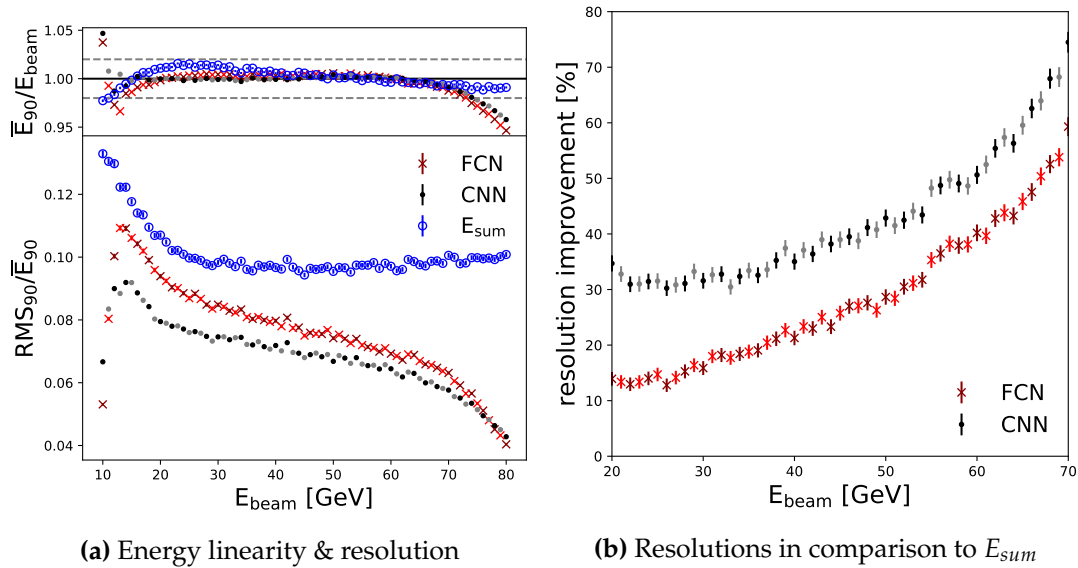 1.05
1.00
0.95
E̅90/Ebeam
FCN
CNN
Esum
0.12
0.10
0.08
0.06
0.04
RMS90/E̅90
10 20 30 40 50 60 70 80
Ebeam [GeV]
(a) Energy linearity & resolution
80
70
60
50
40
30
20
10
0
resolution improvement [%]
FCN
CNN
20 30 40 50 60 70
Ebeam [GeV]
(b) Resolutions in comparison to Esum